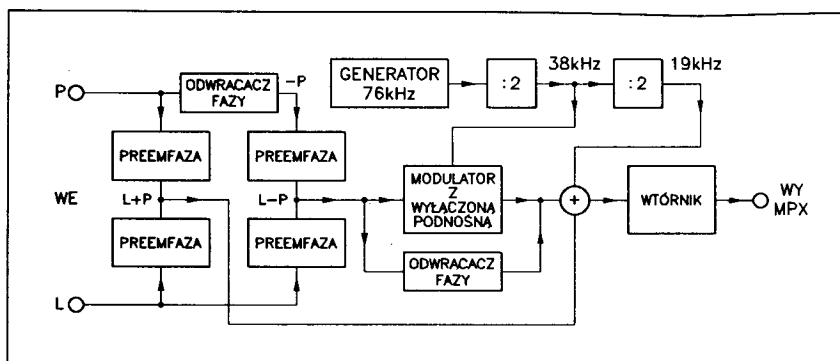 P
ODWRACACZ
FAZY
-P
GENERATOR
76kHz
:2
38kHz
:2
19kHz
PREEMFAZA
PREEMFAZA
WE
L+P
L-P
MODULATOR
Z
WYŁĄCZONĄ
PODNOŚNĄ
+
WTÓRNIK
WY
MPX
PREEMFAZA
PREEMFAZA
ODWRACACZ
FAZY
L